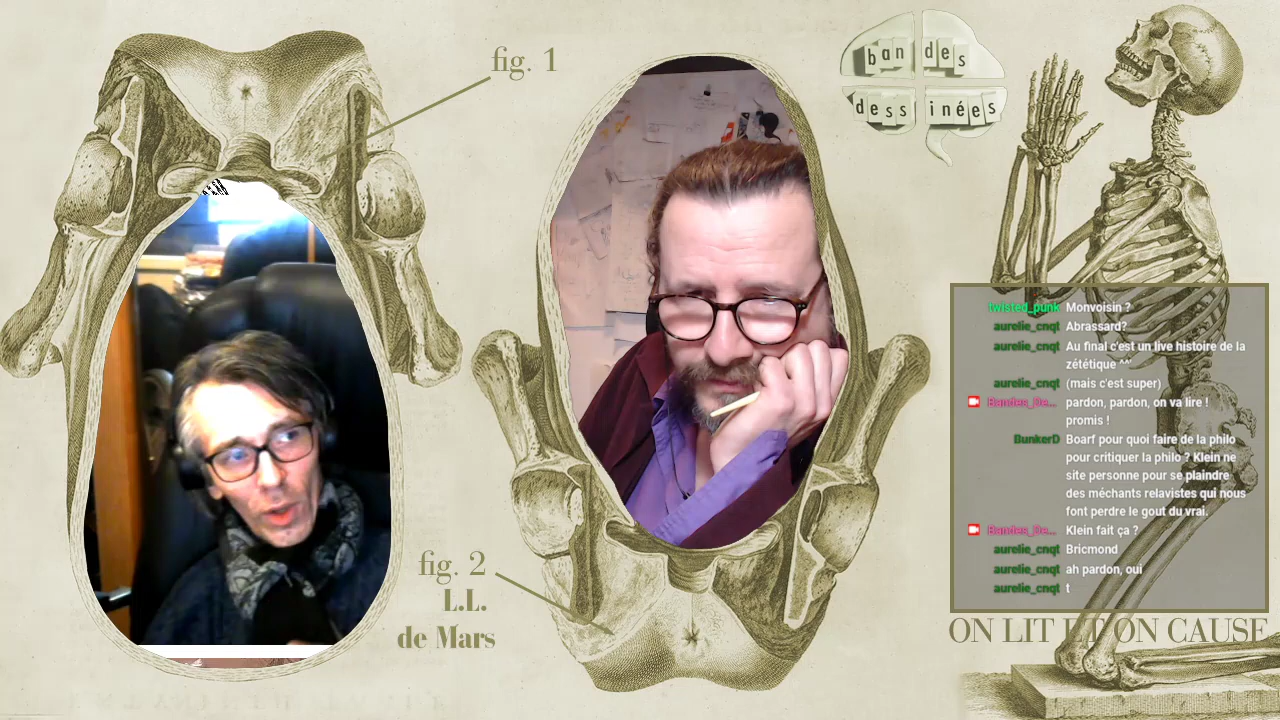 fig. 1
ban des
dess inées
twisted_punk Monvoisin ?
aurelie_cnqt Abrassard?
aurelie_cnqt Au final c'est un live histoire de la
zététique ^^'
aurelie_cnqt (mais c'est super)
Bandes_De... pardon, pardon, on va lire !
promis !
BunkerD Boarf pour quoi faire de la philo
pour critiquer la philo ? Klein ne
site personne pour se plaindre
des méchants relavistes qui nous
font perdre le gout du vrai.
Bandes_De... Klein fait ça ?
aurelie_cnqt Bricmond
aurelie_cnqt ah pardon, oui
aurelie_cnqt t
fig. 2
L.L.
de Mars
ON LIT ET ON CAUSE